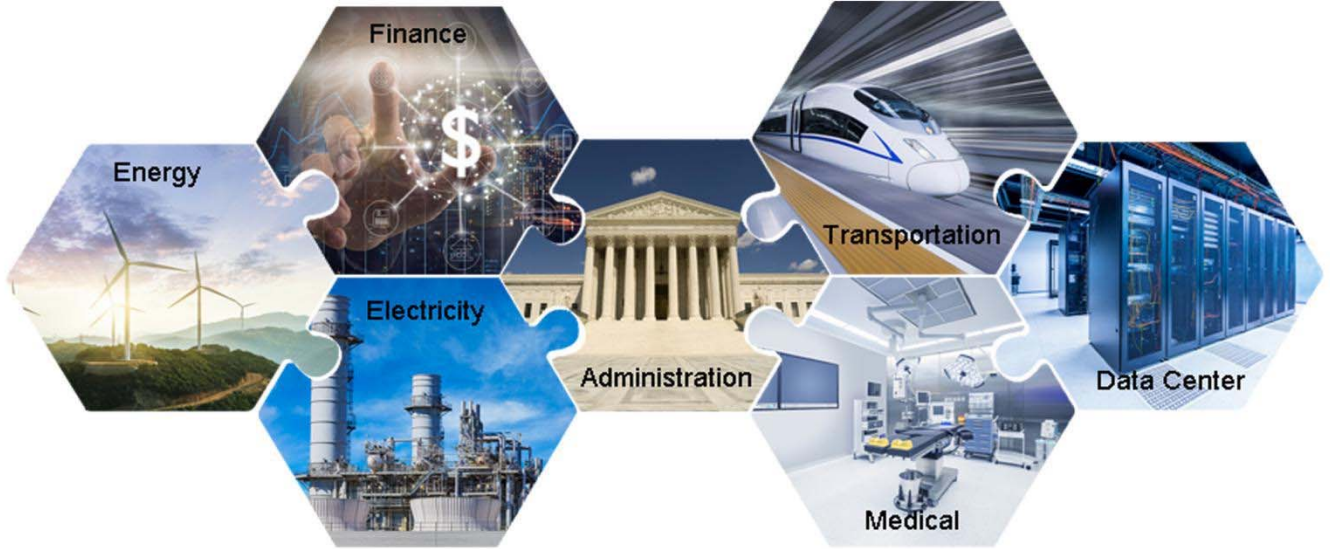 Finance
Energy
Transportation
Electricity
Administration
Data Center
Medical
$